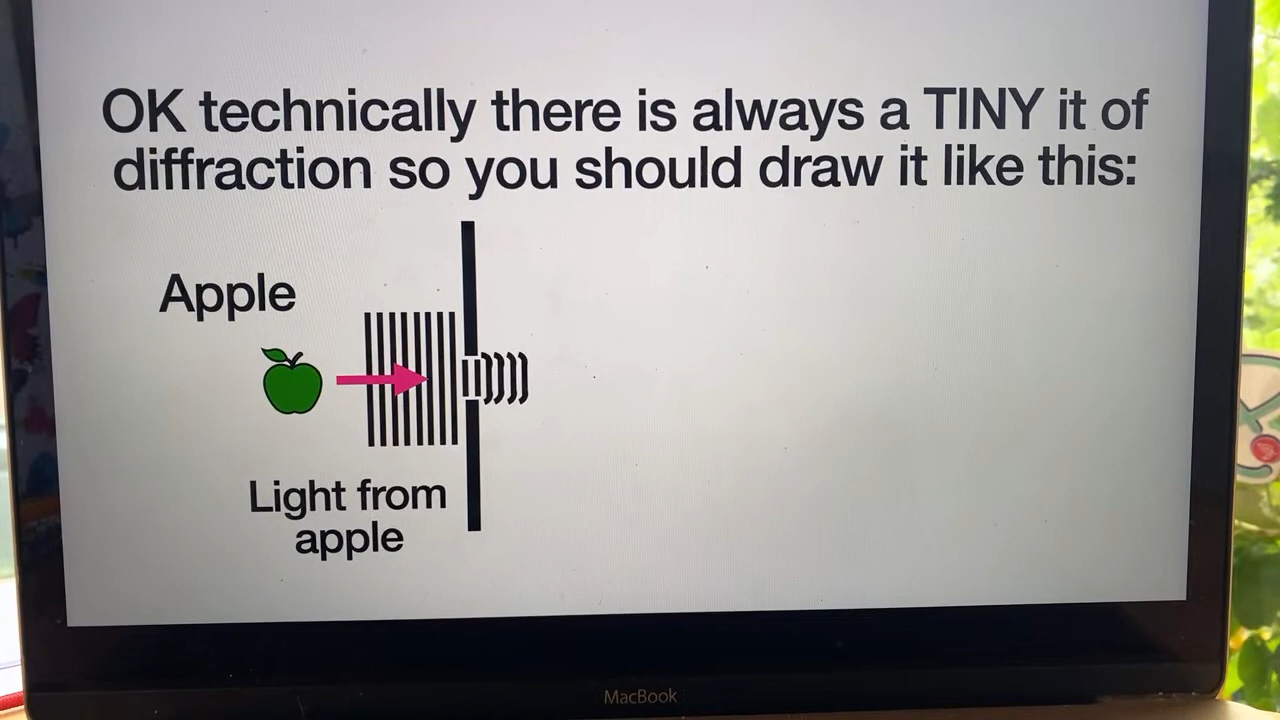 OK technically there is always a TINY it of
diffraction so you should draw it like this:
Apple
Light from
apple
MacBook